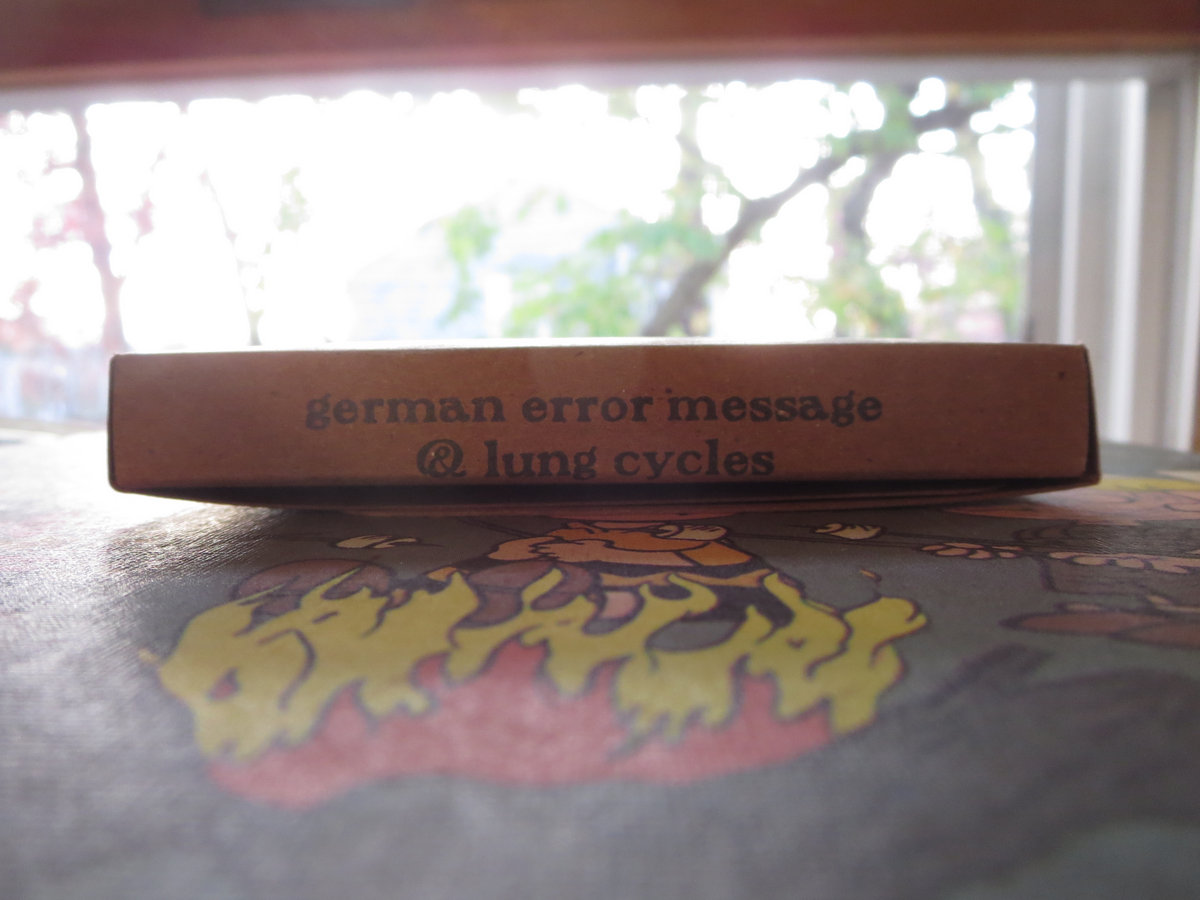 german error message
@ lung cycles